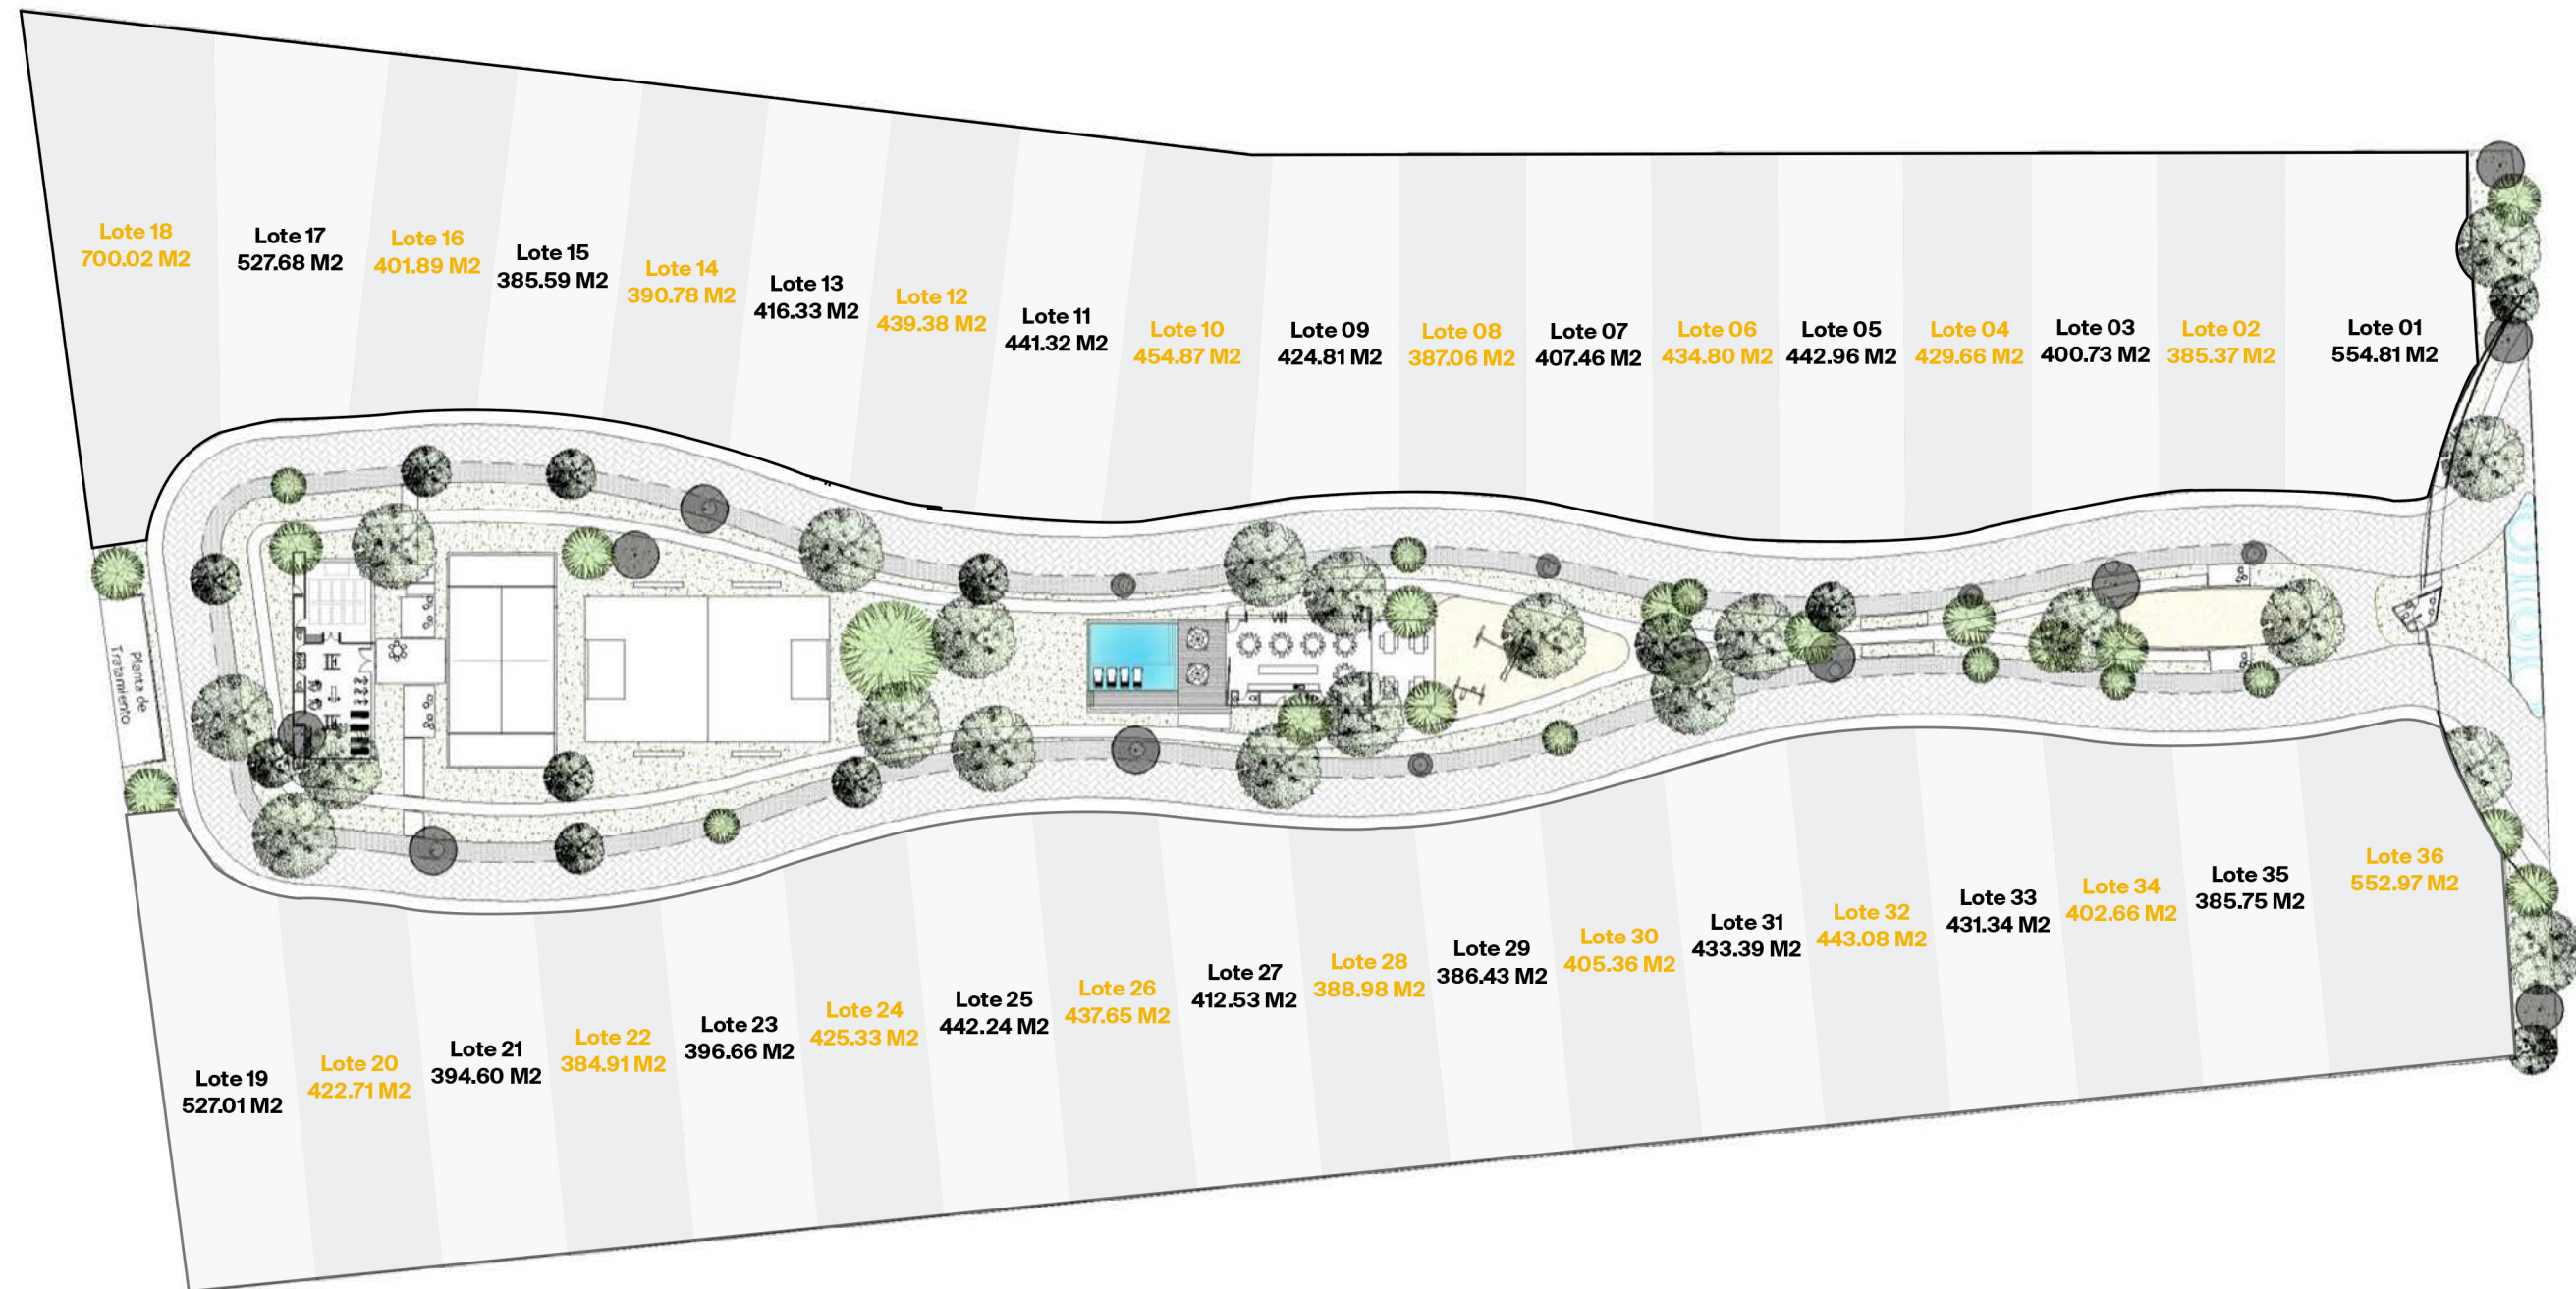 Lote 18
700.02 M2
Lote 17
527.68 M2
Lote 16
401.89 M2
Lote 15
385.59 M2
Lote 14
390.78 M2
Lote 13
416.33 M2
Lote 12
439.38 M2
Lote 11
441.32 M2
Lote 10
454.87 M2
Lote 09
424.81 M2
Lote 08
387.06 M2
Lote 07
407.46 M2
Lote 06
434.80 M2
Lote 05
442.96 M2
Lote 04
429.66 M2
Lote 03
400.73 M2
Lote 02
385.37 M2
Lote 01
554.81 M2
Planta de
Tratamiento
Lote 19
527.01 M2
Lote 20
422.71 M2
Lote 21
394.60 M2
Lote 22
384.91 M2
Lote 23
396.66 M2
Lote 24
425.33 M2
Lote 25
442.24 M2
Lote 26
437.65 M2
Lote 27
412.53 M2
Lote 28
388.98 M2
Lote 29
386.43 M2
Lote 30
405.36 M2
Lote 31
433.39 M2
Lote 32
443.08 M2
Lote 33
431.34 M2
Lote 34
402.66 M2
Lote 35
385.75 M2
Lote 36
552.97 M2